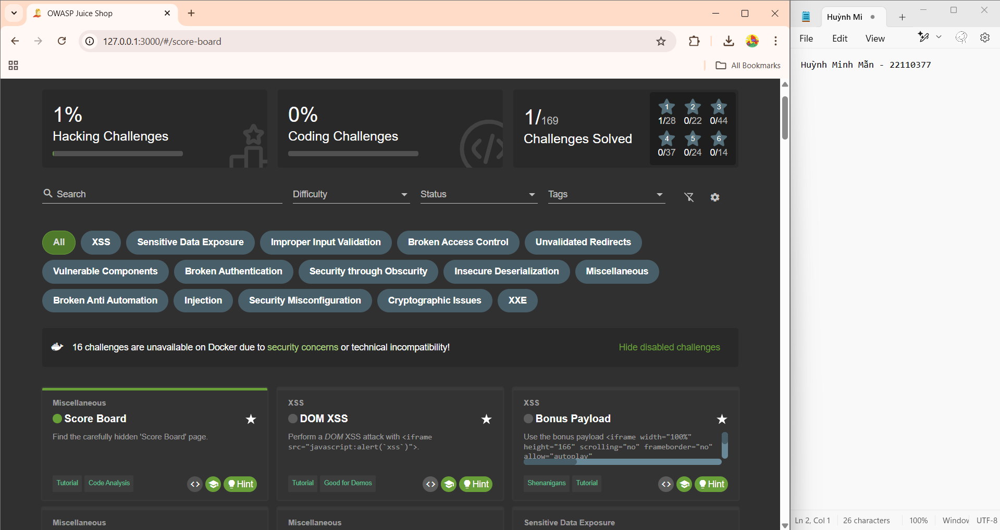 OWASP Juice Shop
127.0.0.1:3000/#/score-board
All Bookmarks
1%
Hacking Challenges
0%
Coding Challenges
1/169
Challenges Solved
1 2 3
1/28 0/22 0/44
4 5 6
0/37 0/24 0/14
Search
Difficulty
Status
Tags
All XSS Sensitive Data Exposure Improper Input Validation Broken Access Control Unvalidated Redirects
Vulnerable Components Broken Authentication Security through Obscurity Insecure Deserialization Miscellaneous
Broken Anti Automation Injection Security Misconfiguration Cryptographic Issues XXE
16 challenges are unavailable on Docker due to security concerns or technical incompatibility!
Hide disabled challenges
Miscellaneous
Score Board
Find the carefully hidden 'Score Board' page.
Tutorial Code Analysis <> Hint
XSS
DOM XSS
Perform a DOM XSS attack with <iframe
src="javascript:alert(`xss`)">.
Tutorial Good for Demos <> Hint
XSS
Bonus Payload
Use the bonus payload <iframe width="100%"
height="166" scrolling="no" frameborder="no"
allow="autoplay"
Shenanigans Tutorial <> Hint
Miscellaneous
Miscellaneous
Sensitive Data Exposure
Huỳnh Mi
File Edit View
Huỳnh Minh Mẫn - 22110377
Ln 2, Col 1 26 characters 100% Window UTF-8